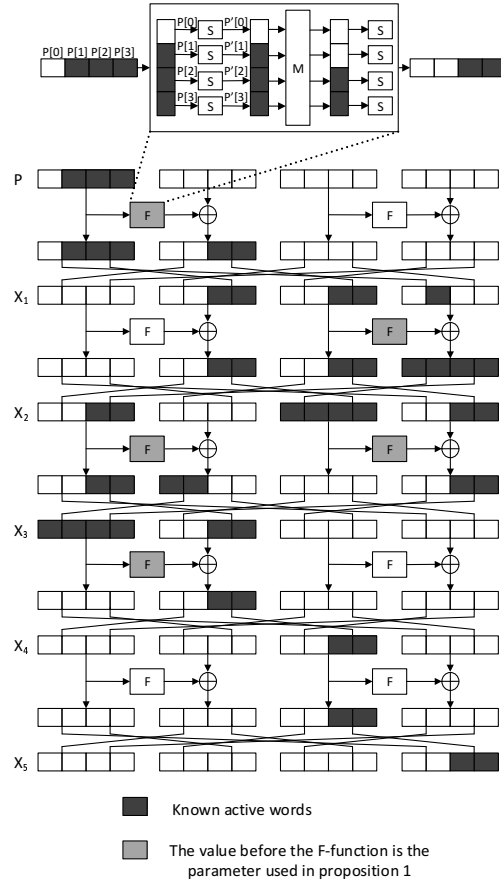 P[0] P[1] P[2] P[3]
P[0] S P'[0] S
P[1] S P'[1] S
M
P[2] S P'[2] S
P[3] S P'[3] S
P
F F
X1
F F
X2
F F
X3
F F
X4
F F
X5
Known active words
The value before the F-function is the
parameter used in proposition 1